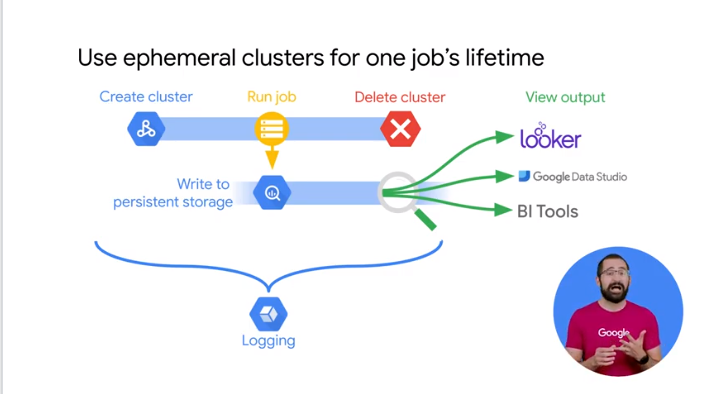 Use ephemeral clusters for one job's lifetime
Create cluster
Run job
Delete cluster
View output
looker
Google Data Studio
BI Tools
Write to
persistent storage
Logging
Google